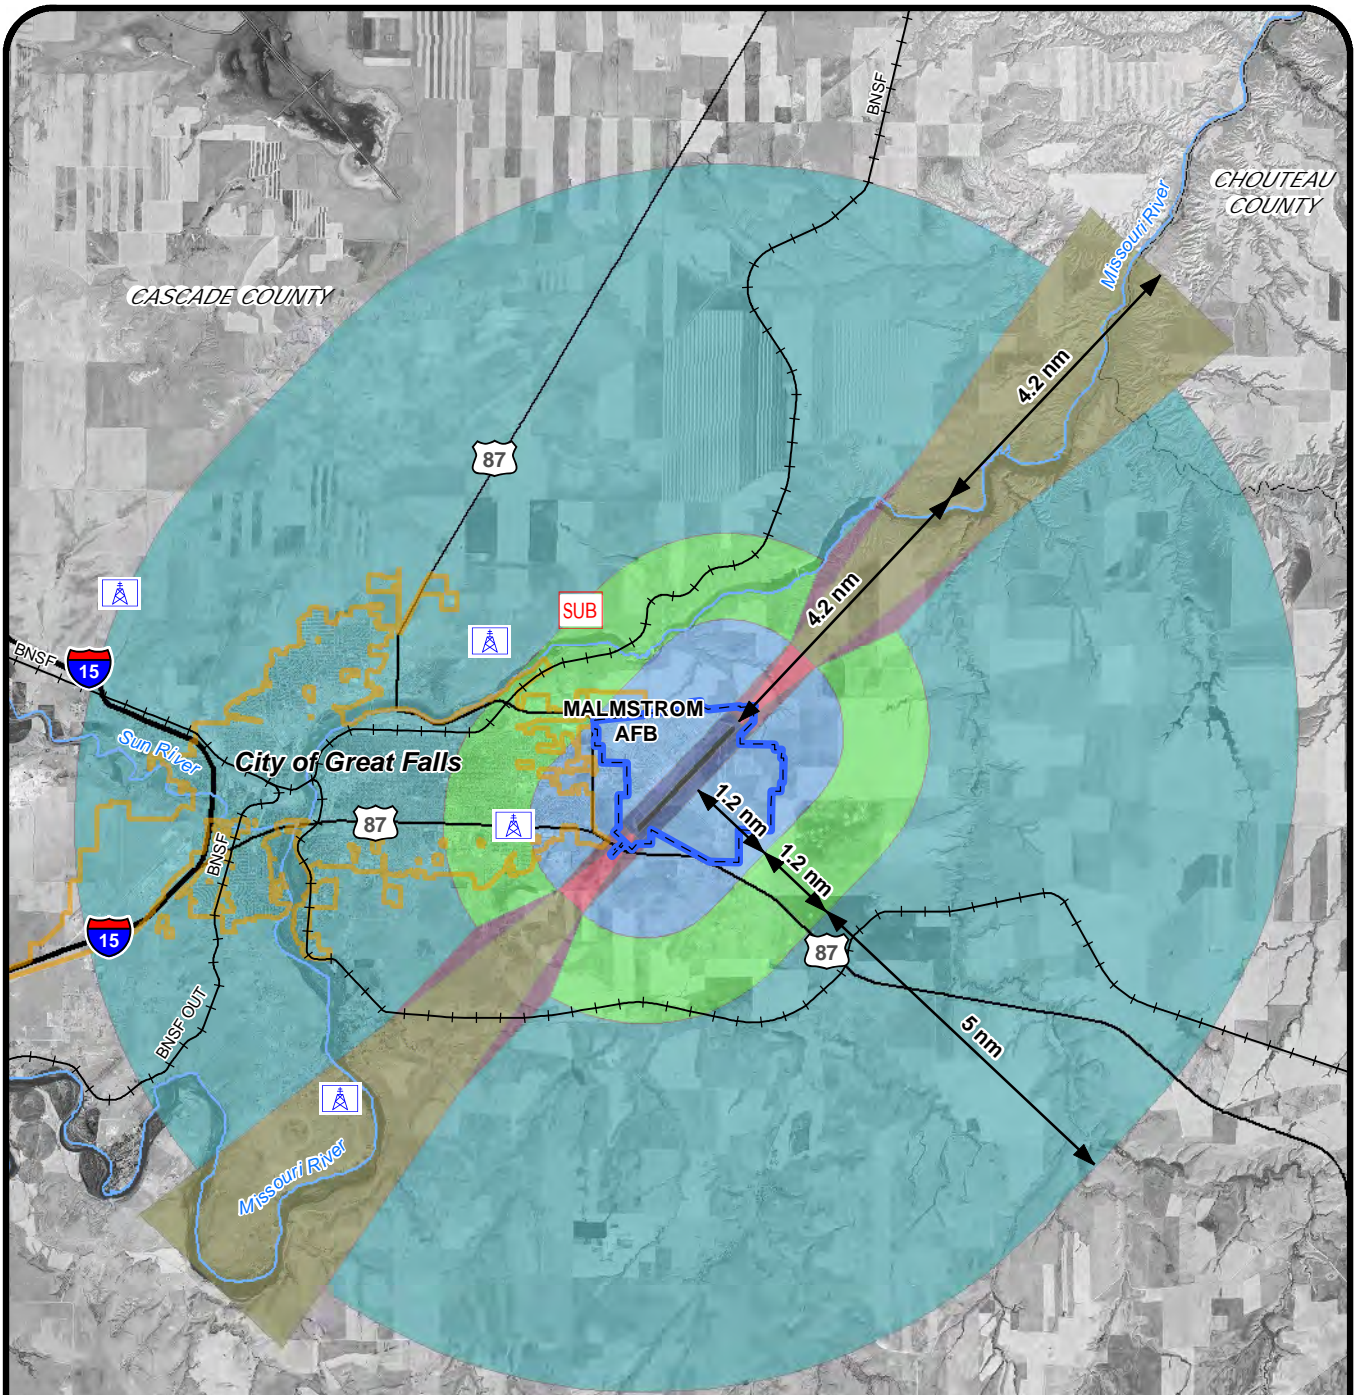 BNSF
CHOUTEAU
COUNTY
Missouri River
CASCADE COUNTY
4.2 nm
87
4.2 nm
SUB
BNSF
15
MALMSTROM
AFB
Sun River
City of Great Falls
1.2 nm
87
BNSF
1.2 nm
15
87
BNSF OUT
5 nm
Missouri River